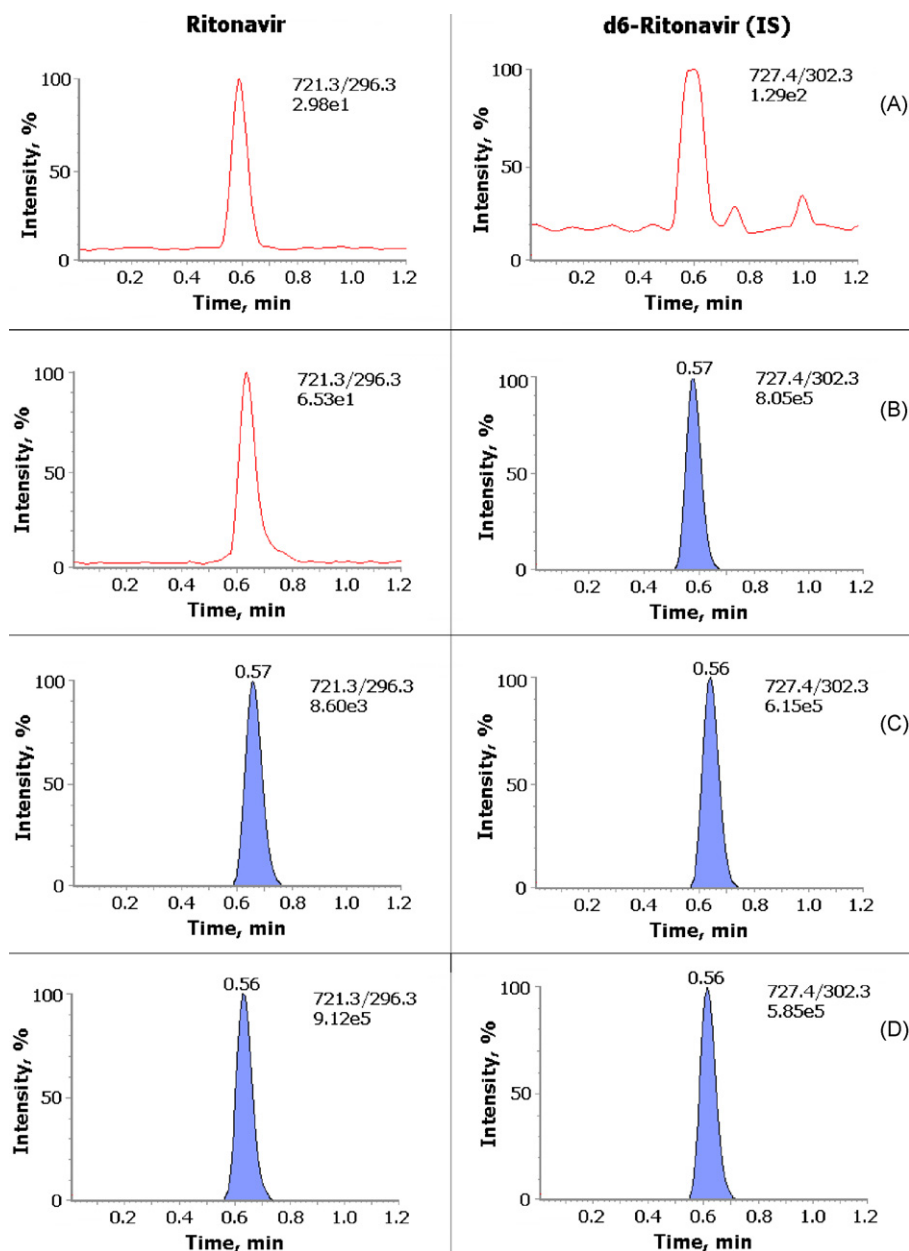 Ritonavir
d6-Ritonavir (IS)
721.3/296.3
2.98e1
100
50
0
Intensity, %
0.2 0.4 0.6 0.8 1.0 1.2
Time, min
727.4/302.3
1.29e2
100
50
0
Intensity, %
0.2 0.4 0.6 0.8 1.0 1.2
Time, min
(A)
721.3/296.3
6.53e1
100
50
0
Intensity, %
0.2 0.4 0.6 0.8 1.0 1.2
Time, min
0.57
727.4/302.3
8.05e5
100
50
0
Intensity, %
0.2 0.4 0.6 0.8 1.0 1.2
Time, min
(B)
0.57
721.3/296.3
8.60e3
100
50
0
Intensity, %
0.2 0.4 0.6 0.8 1.0 1.2
Time, min
0.56
727.4/302.3
6.15e5
100
50
0
Intensity, %
0.2 0.4 0.6 0.8 1.0 1.2
Time, min
(C)
0.56
721.3/296.3
9.12e5
100
50
0
Intensity, %
0.2 0.4 0.6 0.8 1.0 1.2
Time, min
0.56
727.4/302.3
5.85e5
100
50
0
Intensity, %
0.2 0.4 0.6 0.8 1.0 1.2
Time, min
(D)